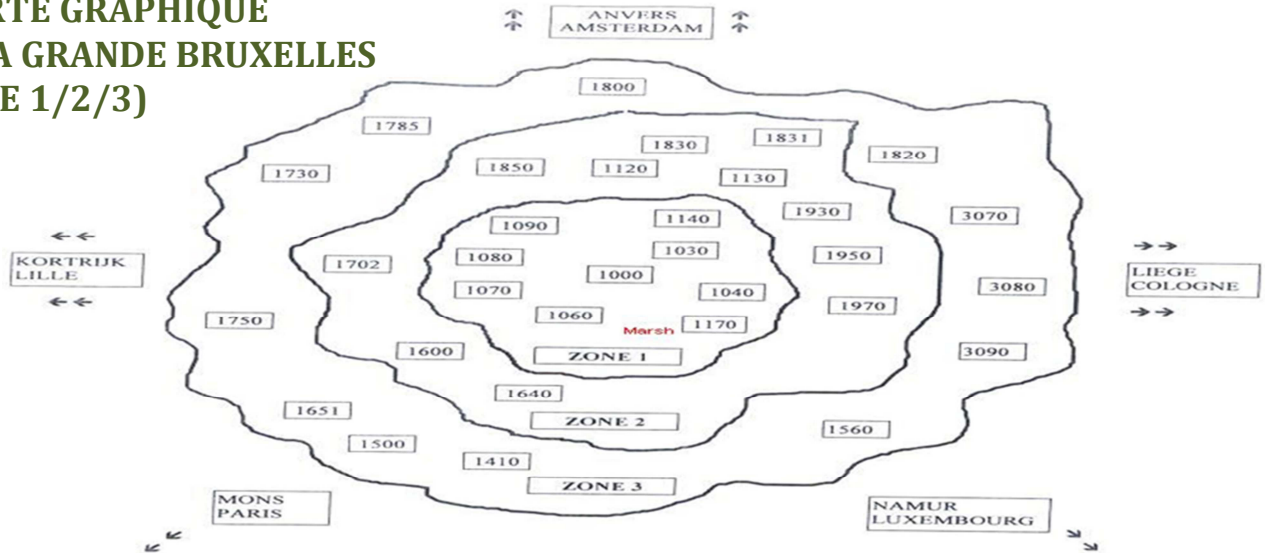 RTE GRAPHIQUE
A GRANDE BRUXELLES
E 1/2/3)
ANVERS
AMSTERDAM
1800
1785
1831
1830
1820
1850
1120
1730
1130
1930
3070
1090
1140
1030
1950
1080
1702
KORTRIJK
LILLE
1000
LIEGE
COLOGNE
3080
1070
1040
1970
1060
1750
Marsh
1170
1600
ZONE 1
3090
1640
1651
ZONE 2
1560
1500
1410
ZONE 3
MONS
PARIS
NAMUR
LUXEMBOURG